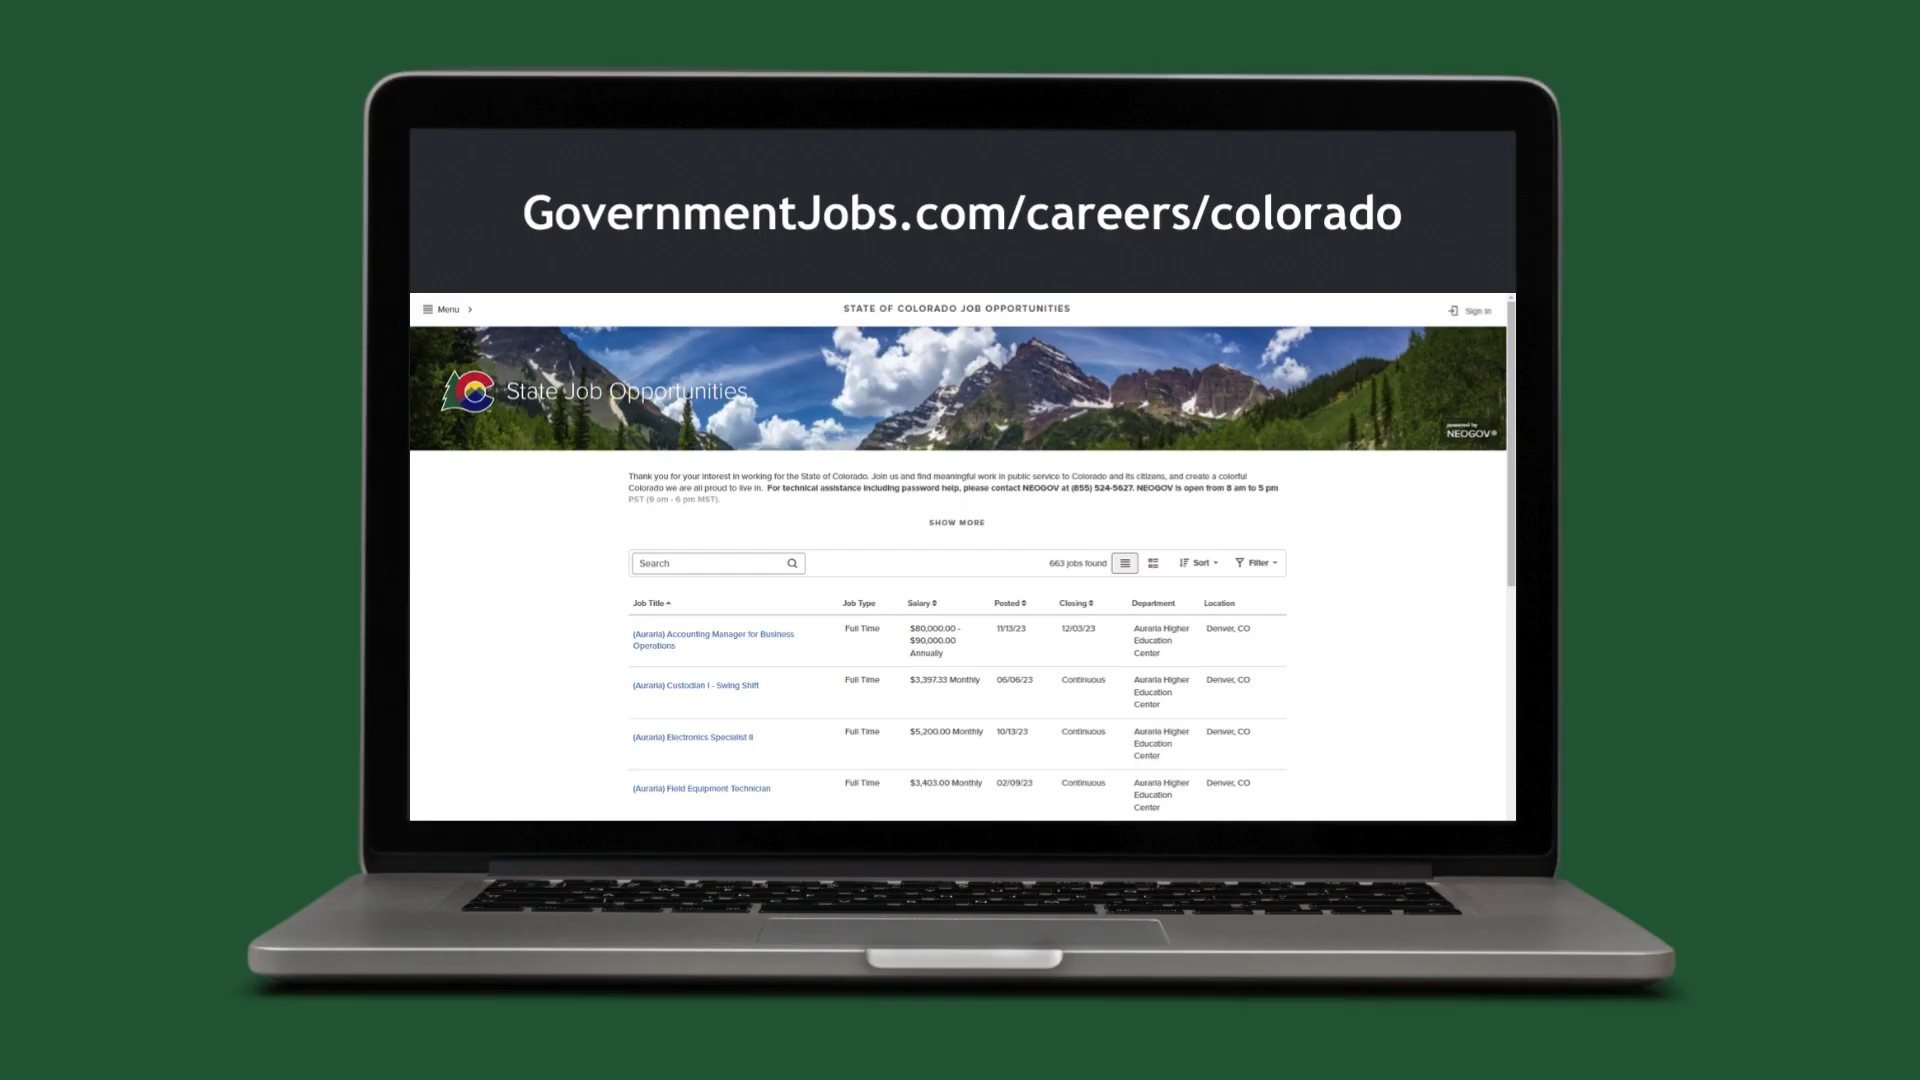 GovernmentJobs.com/careers/colorado
Menu
STATE OF COLORADO JOB OPPORTUNITIES
Sign In
State Job Opportunities
powered by
NEOGOV®
Thank you for your interest in working for the State of Colorado. Join us and find meaningful work in public service to Colorado and its citizens, and create a colorful
Colorado we are all proud to live in. For technical assistance including password help, please contact NEOGOV at (855) 524-5627. NEOGOV is open from 8 am to 5 pm
PST (9 am - 6 pm MST).
SHOW MORE
Search
663 jobs found
Sort
Filter
Job Title Job Type Salary Posted Closing Department Location
(Auraria) Accounting Manager for Business
Operations
Full Time
$80,000.00 -
$90,000.00
Annually
11/13/23
12/03/23
Auraria Higher
Education
Center
Denver, CO
(Auraria) Custodian I - Swing Shift
Full Time
$3,397.33 Monthly
06/06/23
Continuous
Auraria Higher
Education
Center
Denver, CO
(Auraria) Electronics Specialist II
Full Time
$5,200.00 Monthly
10/13/23
Continuous
Auraria Higher
Education
Center
Denver, CO
(Auraria) Field Equipment Technician
Full Time
$3,403.00 Monthly
02/09/23
Continuous
Auraria Higher
Education
Center
Denver, CO